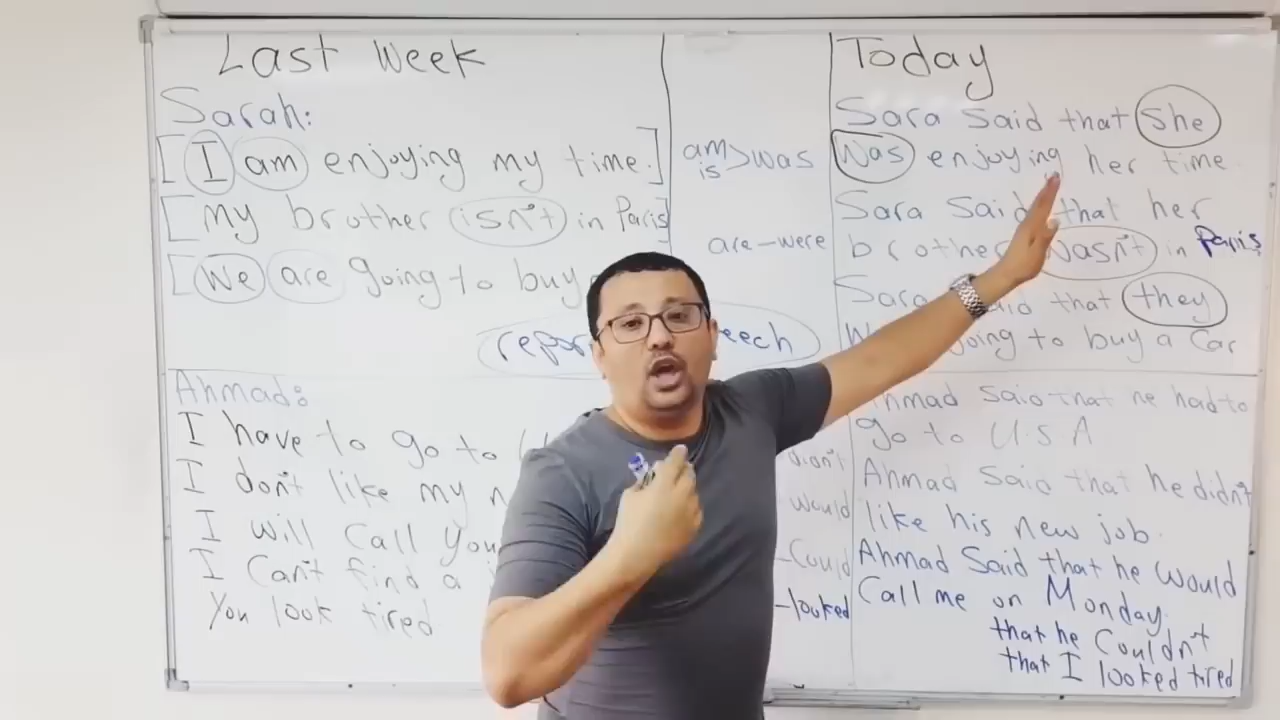 Last Week
Sarah:
[I am enjoying my time.]
[My brother isn't in Paris]
[We are going to buy
Ahmad:
I have to go to
I don't like my
I will Call you
I Can't find a
You look tired
am
is > was
are - were
speech
didn't
would
- Could
- looked
Today
Sara said that she
Was enjoying her time.
Sara said that her
brother wasn't in Paris
Sara said that they
going to buy a Car
Ahmad said that he had to
go to U.S A
Ahmad Said that he didn't
like his new job.
Ahmad Said that he would
Call me on Monday.
that he Couldn't
that I looked tired